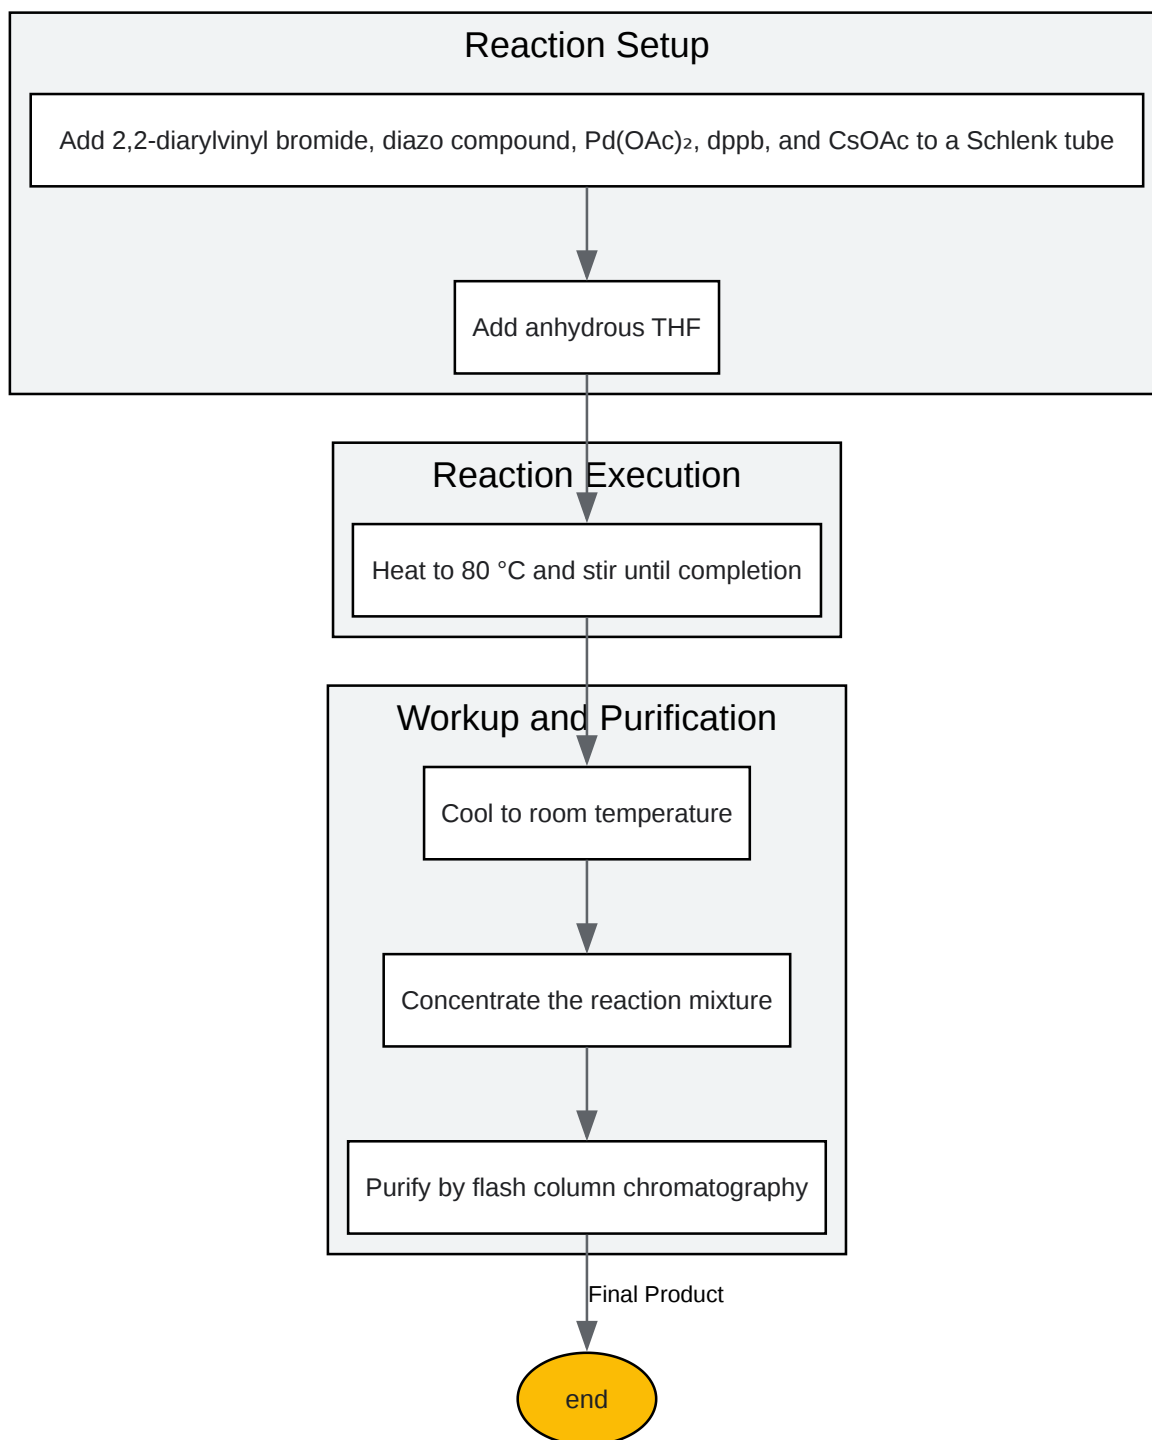 Reaction Setup
Add 2,2-diarylvinyl bromide, diazo compound, Pd(OAc)₂, dppb, and CsOAc to a Schlenk tube
Add anhydrous THF
Reaction Execution
Heat to 80 °C and stir until completion
Workup and Purification
Cool to room temperature
Concentrate the reaction mixture
Purify by flash column chromatography
Final Product
end